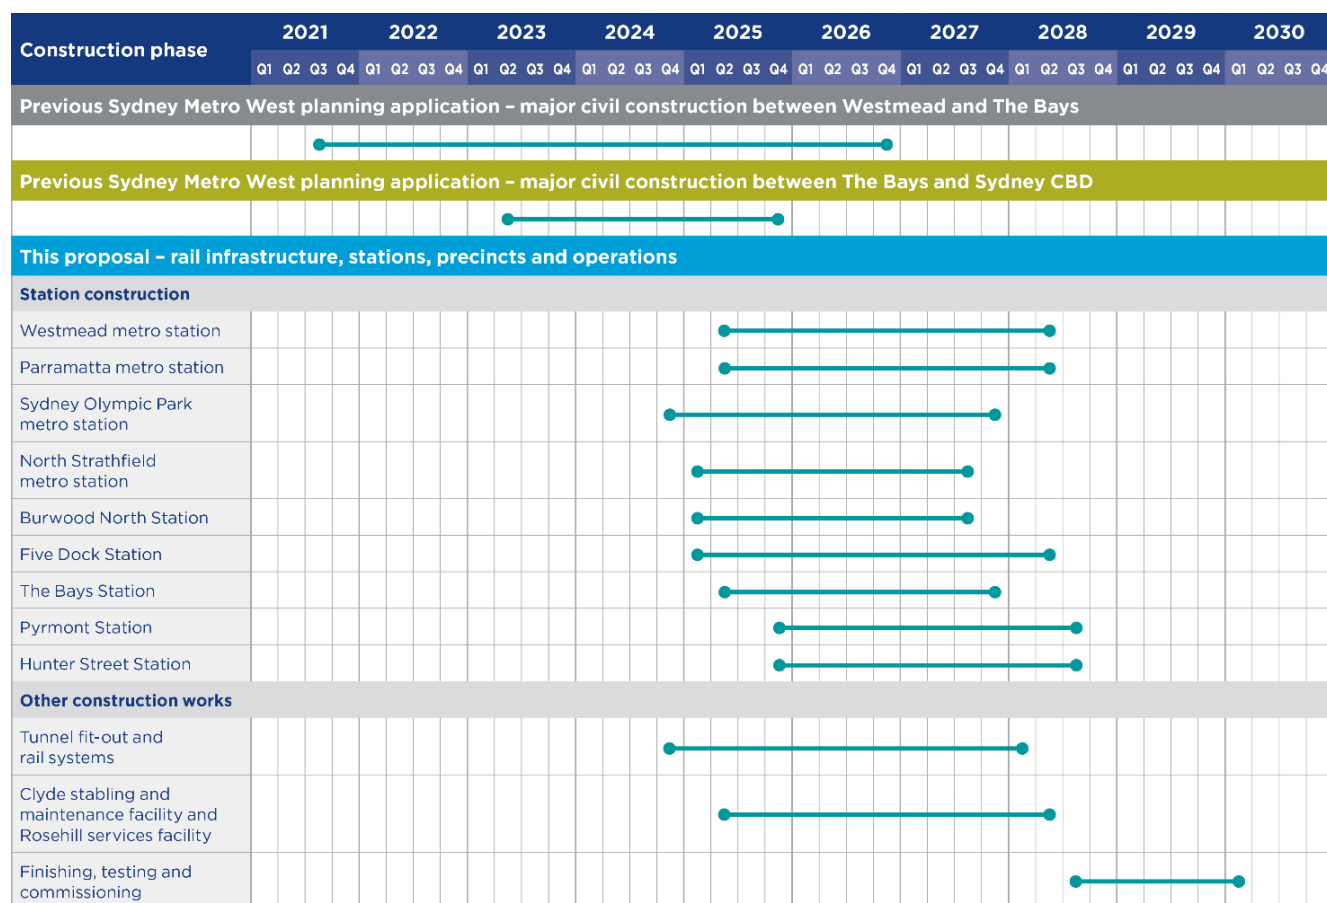 Construction phase
2021 2022 2023 2024 2025 2026 2027 2028 2029 2030
Q1 Q2 Q3 Q4 Q1 Q2 Q3 Q4 Q1 Q2 Q3 Q4 Q1 Q2 Q3 Q4 Q1 Q2 Q3 Q4 Q1 Q2 Q3 Q4 Q1 Q2 Q3 Q4 Q1 Q2 Q3 Q4 Q1 Q2 Q3 Q4 Q1 Q2 Q3 Q4
Previous Sydney Metro West planning application – major civil construction between Westmead and The Bays
Previous Sydney Metro West planning application – major civil construction between The Bays and Sydney CBD
This proposal – rail infrastructure, stations, precincts and operations
Station construction
Westmead metro station
Parramatta metro station
Sydney Olympic Park
metro station
North Strathfield
metro station
Burwood North Station
Five Dock Station
The Bays Station
Pyrmont Station
Hunter Street Station
Other construction works
Tunnel fit-out and
rail systems
Clyde stabling and
maintenance facility and
Rosehill services facility
Finishing, testing and
commissioning